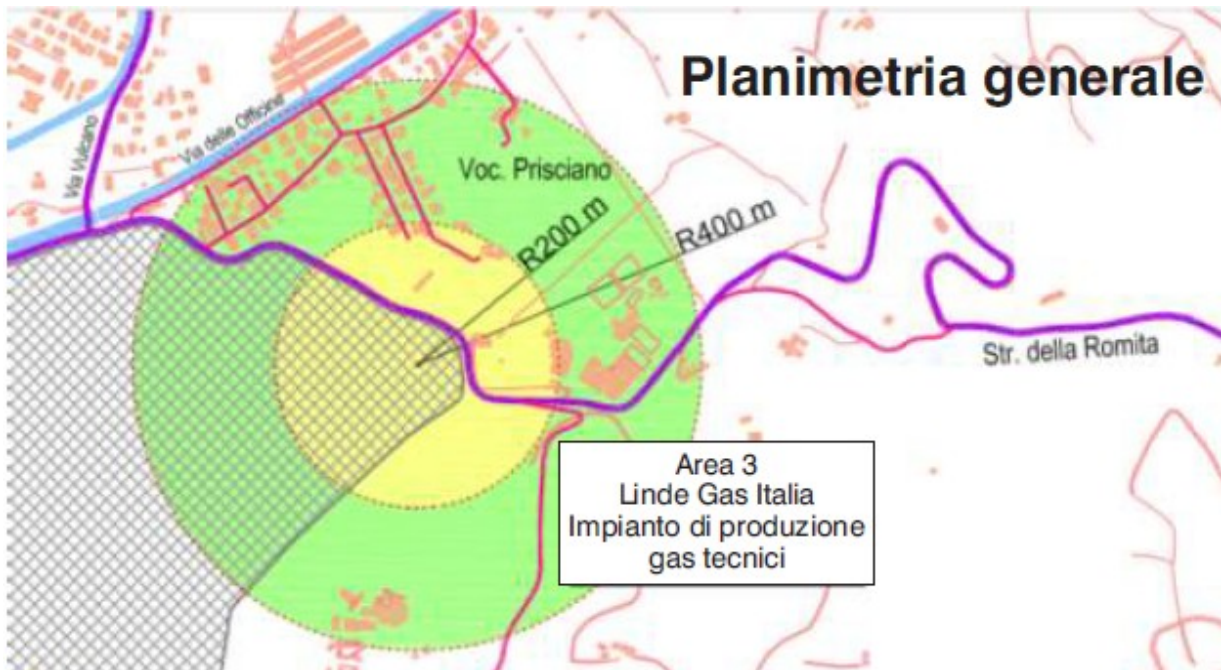 Planimetria generale
Via delle Officine
Via Vulcano
Voc. Prisciano
R200 m
R400 m
Str. della Romita
Area 3
Linde Gas Italia
Impianto di produzione
gas tecnici